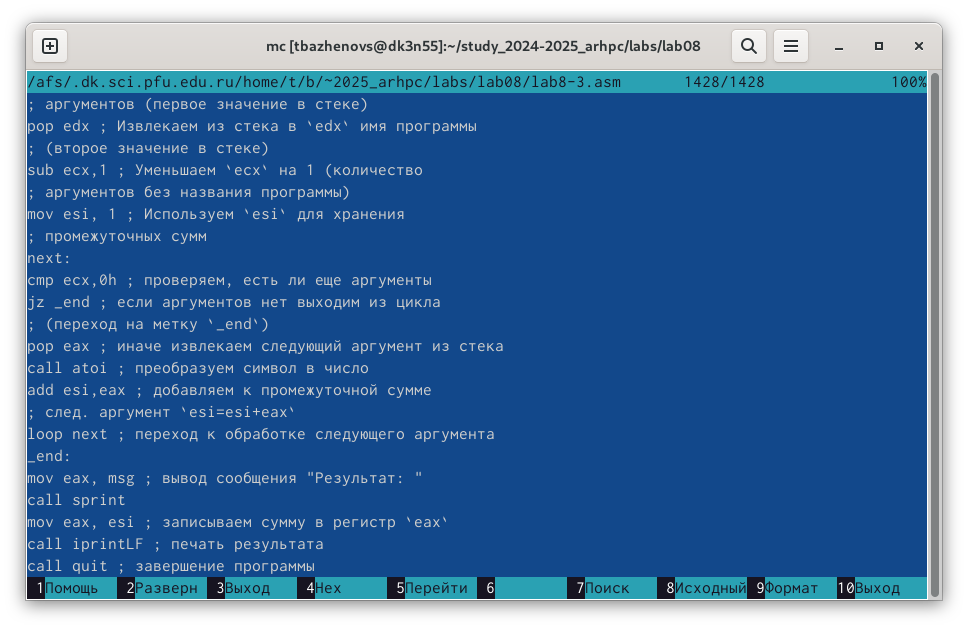 mc [tbazhenovs@dk3n55]:~/study_2024-2025_arhpc/labs/lab08
/afs/.dk.sci.pfu.edu.ru/home/t/b/~2025_arhpc/labs/lab08/lab8-3.asm 1428/1428 100%
; аргументов (первое значение в стеке)
pop edx ; Извлекаем из стека в `edx` имя программы
; (второе значение в стеке)
sub ecx,1 ; Уменьшаем `ecx` на 1 (количество
; аргументов без названия программы)
mov esi, 1 ; Используем `esi` для хранения
; промежуточных сумм
next:
cmp ecx,0h ; проверяем, есть ли еще аргументы
jz _end ; если аргументов нет выходим из цикла
; (переход на метку `_end`)
pop eax ; иначе извлекаем следующий аргумент из стека
call atoi ; преобразуем символ в число
add esi,eax ; добавляем к промежуточной сумме
; след. аргумент `esi=esi+eax`
loop next ; переход к обработке следующего аргумента
_end:
mov eax, msg ; вывод сообщения "Результат: "
call sprint
mov eax, esi ; записываем сумму в регистр `eax`
call iprintLF ; печать результата
call quit ; завершение программы
1Помощь 2Разверн 3Выход 4Hex 5Перейти 6 7Поиск 8Исходный 9Формат 10Выход